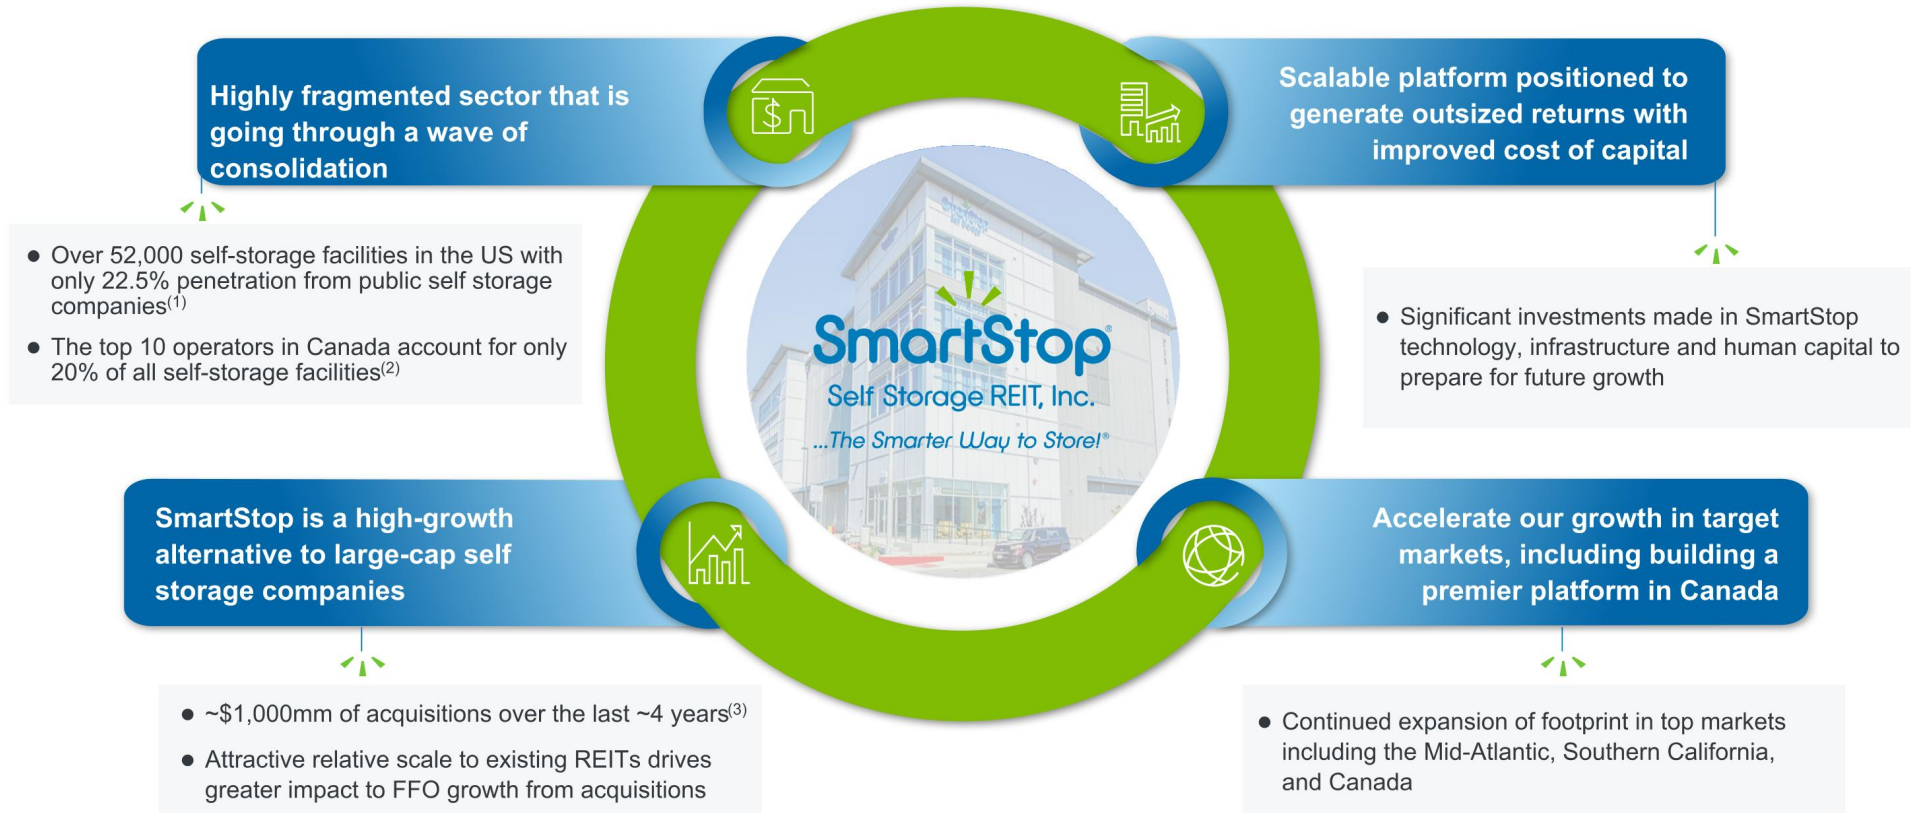 Highly fragmented sector that is
going through a wave of
consolidation
● Over 52,000 self-storage facilities in the US with
only 22.5% penetration from public self storage
companies(1)
● The top 10 operators in Canada account for only
20% of all self-storage facilities(2)
Scalable platform positioned to
generate outsized returns with
improved cost of capital
● Significant investments made in SmartStop
technology, infrastructure and human capital to
prepare for future growth
SmartStop
Self Storage
SmartStop®
Self Storage REIT, Inc.
...The Smarter Way to Store!®
SmartStop is a high-growth
alternative to large-cap self
storage companies
● ~$1,000mm of acquisitions over the last ~4 years(3)
● Attractive relative scale to existing REITs drives
greater impact to FFO growth from acquisitions
Accelerate our growth in target
markets, including building a
premier platform in Canada
● Continued expansion of footprint in top markets
including the Mid-Atlantic, Southern California,
and Canada